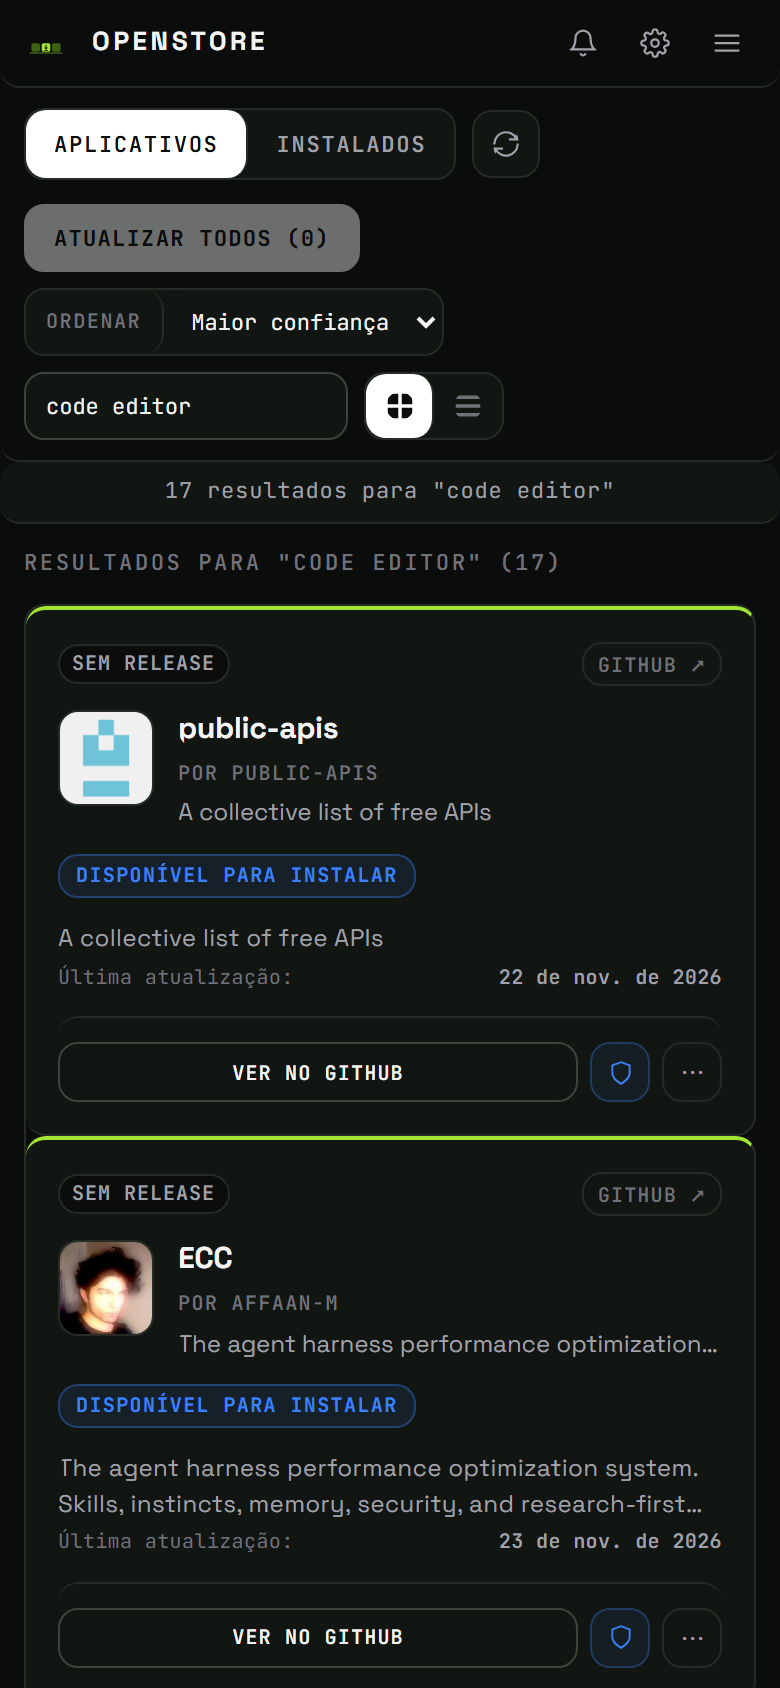 OPENSTORE
APLICATIVOS
INSTALADOS
ATUALIZAR TODOS (0)
ORDENAR
Maior confiança
code editor
17 resultados para "code editor"
RESULTADOS PARA "CODE EDITOR" (17)
SEM RELEASE
GITHUB ↗
public-apis
POR PUBLIC-APIS
A collective list of free APIs
DISPONÍVEL PARA INSTALAR
A collective list of free APIs
Última atualização:
22 de nov. de 2026
VER NO GITHUB
SEM RELEASE
GITHUB ↗
ECC
POR AFFAAN-M
The agent harness performance optimization...
DISPONÍVEL PARA INSTALAR
The agent harness performance optimization system.
Skills, instincts, memory, security, and research-first...
Última atualização:
23 de nov. de 2026
VER NO GITHUB